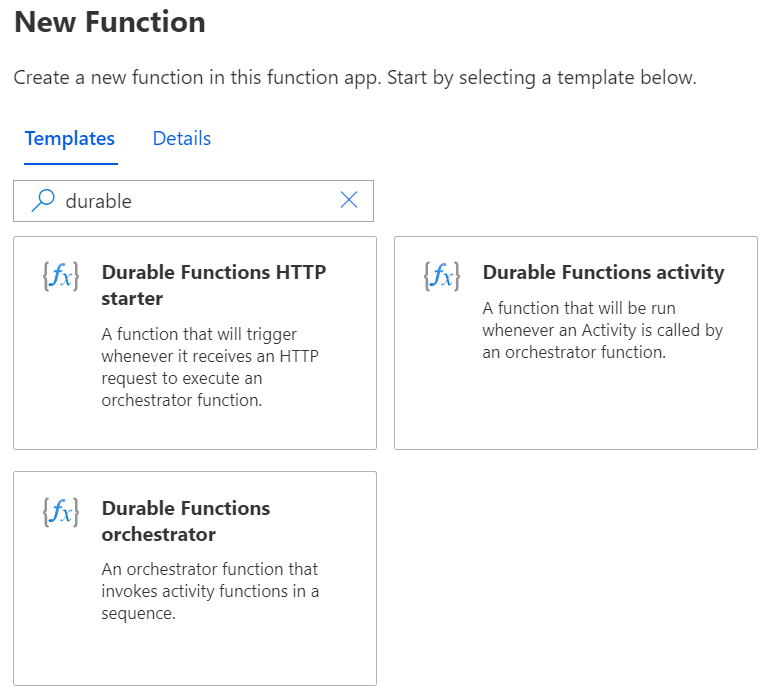 New Function
Create a new function in this function app. Start by selecting a template below.
Templates
Details
durable
{fx}
Durable Functions HTTP
starter
A function that will trigger
whenever it receives an HTTP
request to execute an
orchestrator function.
{fx}
Durable Functions activity
A function that will be run
whenever an Activity is called by
an orchestrator function.
{fx}
Durable Functions
orchestrator
An orchestrator function that
invokes activity functions in a
sequence.